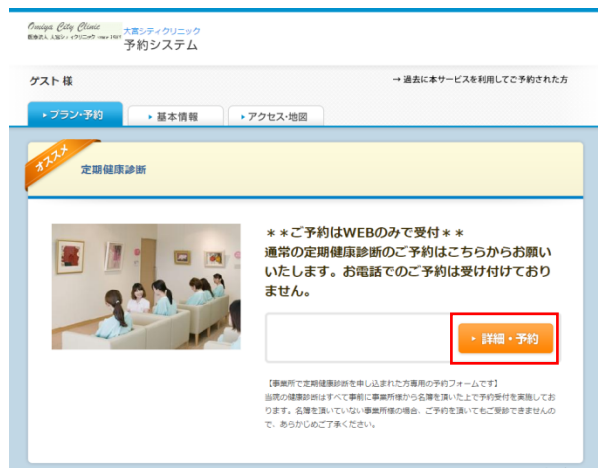 Omiya City Clinic
大宮シティクリニック
予約システム
ゲスト 様
→ 過去に本サービスを利用してご予約された方
プラン・予約
基本情報
アクセス・地図
オススメ
定期健康診断
＊＊ご予約はWEBのみで受付＊＊
通常の定期健康診断のご予約はこちらからお願い
いたします。お電話でのご予約は受け付けており
ません。
詳細・予約
【事業所で定期健康診断を申し込まれた方専用の予約フォームです】
当院の健康診断はすべて事前に事業所様から名簿を頂いた上で予約受付を実施してお
ります。名簿を頂いていない事業所様の場合、ご予約を頂いてもご受診できませんの
で、あらかじめご了承ください。